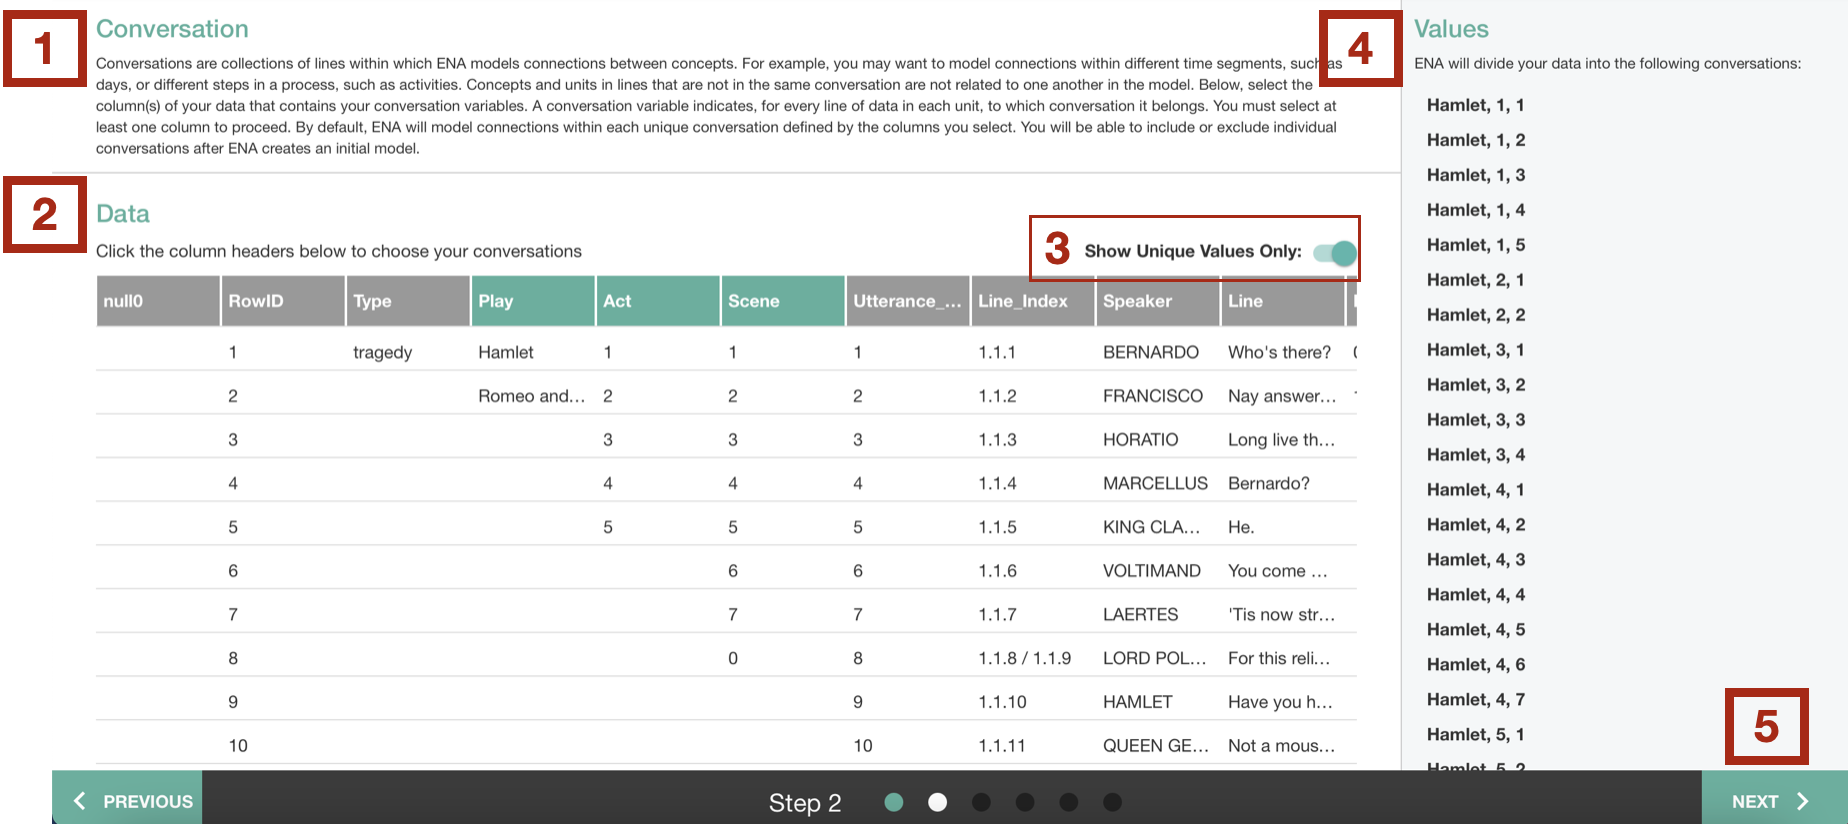 1
Conversation
Conversations are collections of lines within which ENA models connections between concepts. For example, you may want to model connections within different time segments, such as
days, or different steps in a process, such as activities. Concepts and units in lines that are not in the same conversation are not related to one another in the model. Below, select the
column(s) of your data that contains your conversation variables. A conversation variable indicates, for every line of data in each unit, to which conversation it belongs. You must select at
least one column to proceed. By default, ENA will model connections within each unique conversation defined by the columns you select. You will be able to include or exclude individual
conversations after ENA creates an initial model.
2
Data
Click the column headers below to choose your conversations
3 Show Unique Values Only:
null0 RowID Type Play Act Scene Utterance_... Line_Index Speaker Line
1 tragedy Hamlet 1 1 1 1.1.1 BERNARDO Who's there?
2 Romeo and... 2 2 2 1.1.2 FRANCISCO Nay answer...
3 3 3 3 1.1.3 HORATIO Long live th...
4 4 4 4 1.1.4 MARCELLUS Bernardo?
5 5 5 5 1.1.5 KING CLA... He.
6 6 6 1.1.6 VOLTIMAND You come ...
7 7 7 1.1.7 LAERTES 'Tis now str...
8 0 8 1.1.8 / 1.1.9 LORD POL... For this reli...
9 9 1.1.10 HAMLET Have you h...
10 10 1.1.11 QUEEN GE... Not a mous...
4
Values
ENA will divide your data into the following conversations:
Hamlet, 1, 1
Hamlet, 1, 2
Hamlet, 1, 3
Hamlet, 1, 4
Hamlet, 1, 5
Hamlet, 2, 1
Hamlet, 2, 2
Hamlet, 3, 1
Hamlet, 3, 2
Hamlet, 3, 3
Hamlet, 3, 4
Hamlet, 4, 1
Hamlet, 4, 2
Hamlet, 4, 3
Hamlet, 4, 4
Hamlet, 4, 5
Hamlet, 4, 6
Hamlet, 4, 7
Hamlet, 5, 1
Hamlet, 5, 2
5
PREVIOUS
Step 2
NEXT